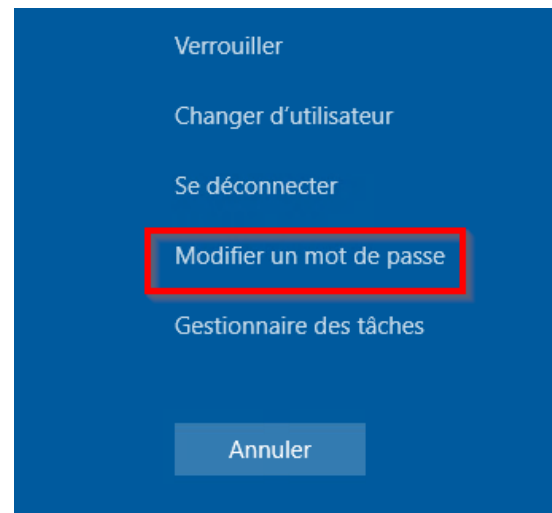 Verrouiller
Changer d’utilisateur
Se déconnecter
Modifier un mot de passe
Gestionnaire des tâches
Annuler